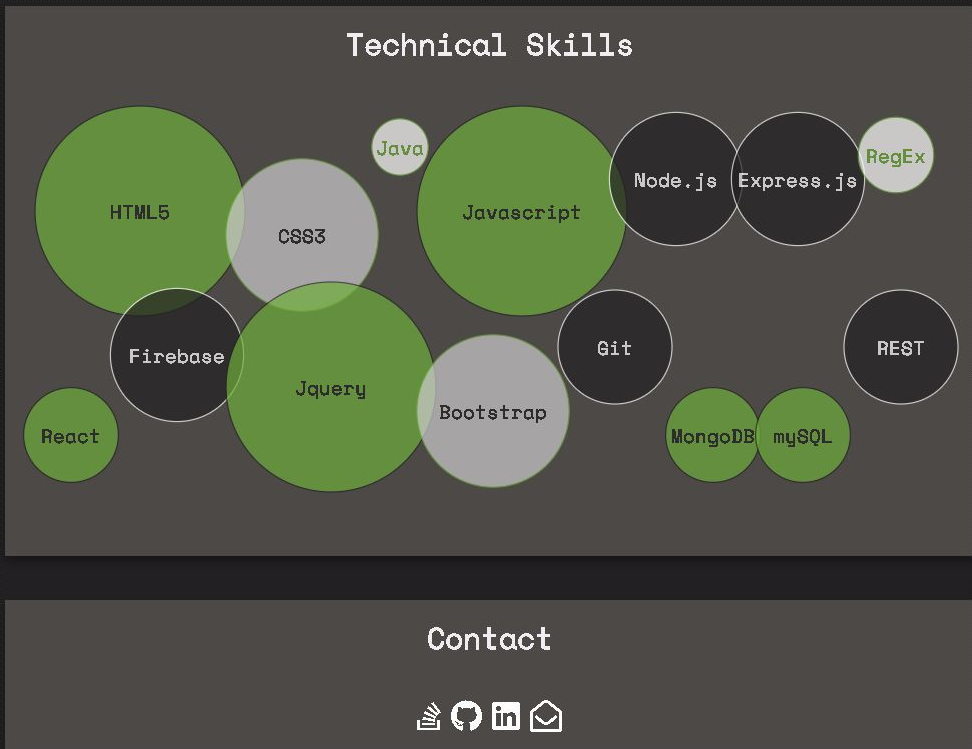 Technical Skills
Java
RegEx
Node.js
Express.js
HTML5
Javascript
CSS3
Git
REST
Firebase
Jquery
Bootstrap
React
MongoDB
mySQL
Contact
in